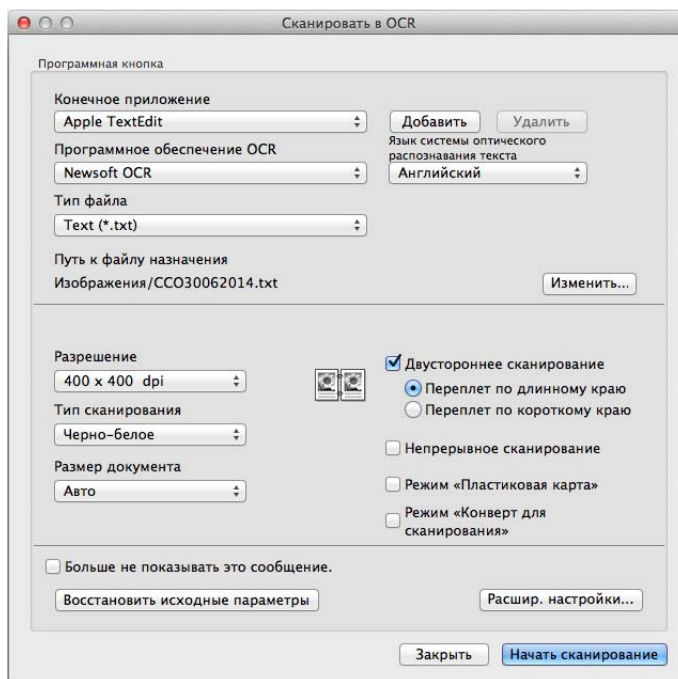 Сканировать в OCR
Программная кнопка
Конечное приложение
Apple TextEdit
Добавить
Удалить
Программное обеспечение OCR
Язык системы оптического
распознавания текста
Newsoft OCR
Английский
Тип файла
Text (*.txt)
Путь к файлу назначения
Изображения/CCO30062014.txt
Изменить...
Разрешение
400 x 400 dpi
Тип сканирования
Черно-белое
Размер документа
Авто
Двустороннее сканирование
Переплет по длинному краю
Переплет по короткому краю
Непрерывное сканирование
Режим «Пластиковая карта»
Режим «Конверт для
сканирования»
Больше не показывать это сообщение.
Восстановить исходные параметры
Расшир. настройки...
Закрыть
Начать сканирование